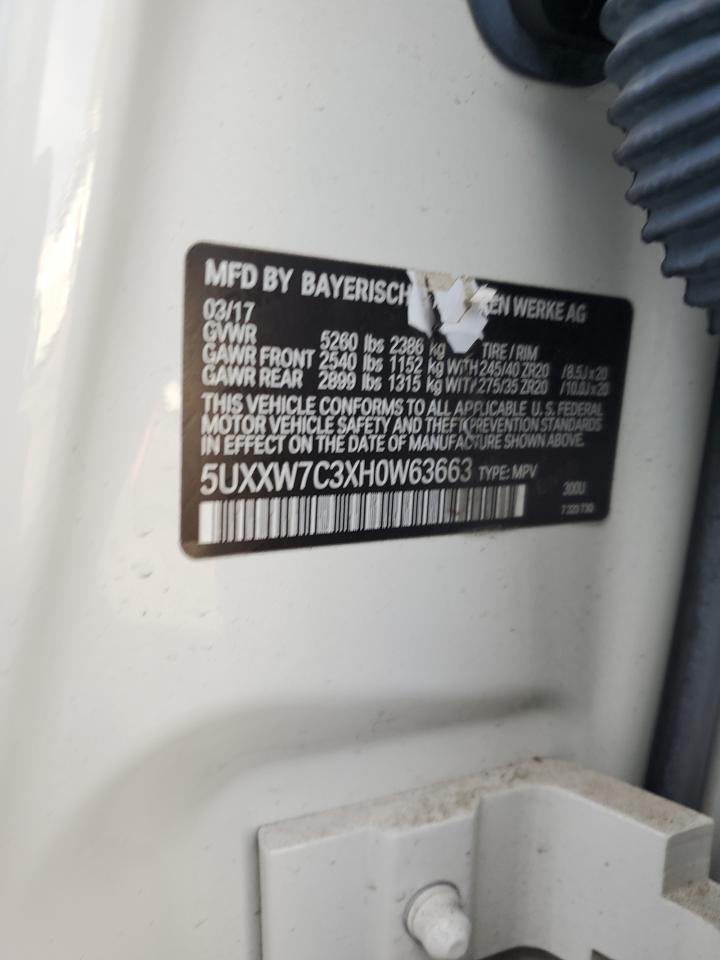 MFD BY BAYERISCH EN WERKE AG
03/17
GVWR 5260 lbs 2386 kg TIRE / RIM
GAWR FRONT 2540 lbs 1152 kg WITH 245/40 ZR20 / 8.5J x 20
GAWR REAR 2899 lbs 1315 kg WITH 275/35 ZR20 / 10.0J x 20
THIS VEHICLE CONFORMS TO ALL APPLICABLE U.S. FEDERAL
MOTOR VEHICLE SAFETY AND THEFT PREVENTION STANDARDS
IN EFFECT ON THE DATE OF MANUFACTURE SHOWN ABOVE.
5UXXW7C3XH0W63663 TYPE: MPV
300U
7 320 730